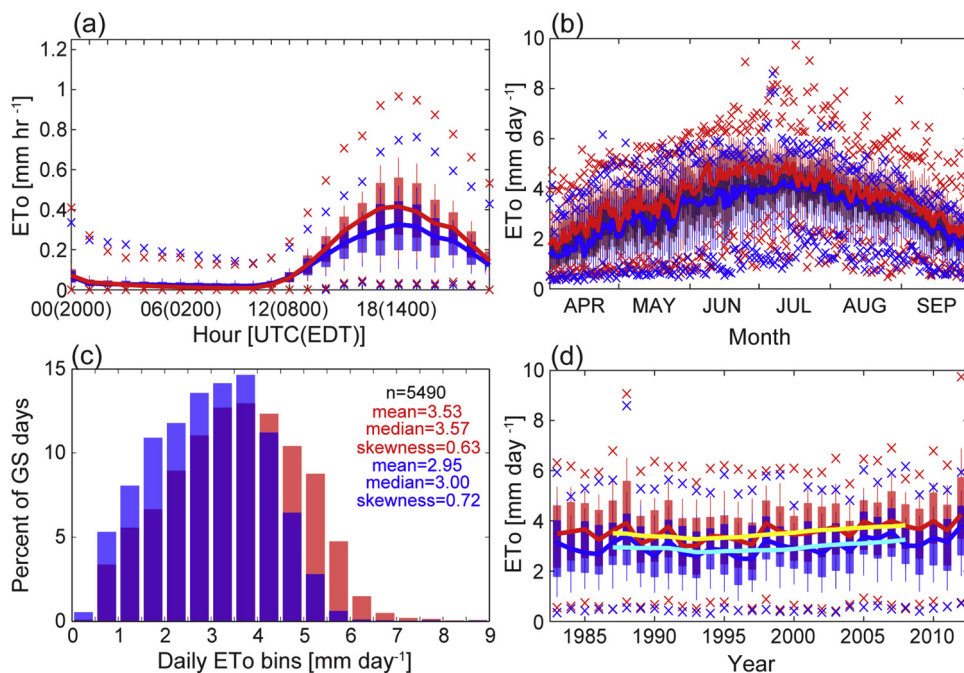 (a)
1.2
1
0.8
0.6
0.4
0.2
0
ETo [mm hr -1]
00(2000) 06(0200) 12(0800) 18(1400)
Hour [UTC(EDT)]
(b)
10
8
6
4
2
0
ETo [mm day -1]
APR MAY JUN JUL AUG SEP
Month
(c)
15
10
5
0
Percent of GS days
n=5490
mean=3.53
median=3.57
skewness=0.63
mean=2.95
median=3.00
skewness=0.72
0 1 2 3 4 5 6 7 8 9
Daily ETo bins [mm day-1]
(d)
10
8
6
4
2
0
ETo [mm day -1]
1985 1990 1995 2000 2005 2010
Year